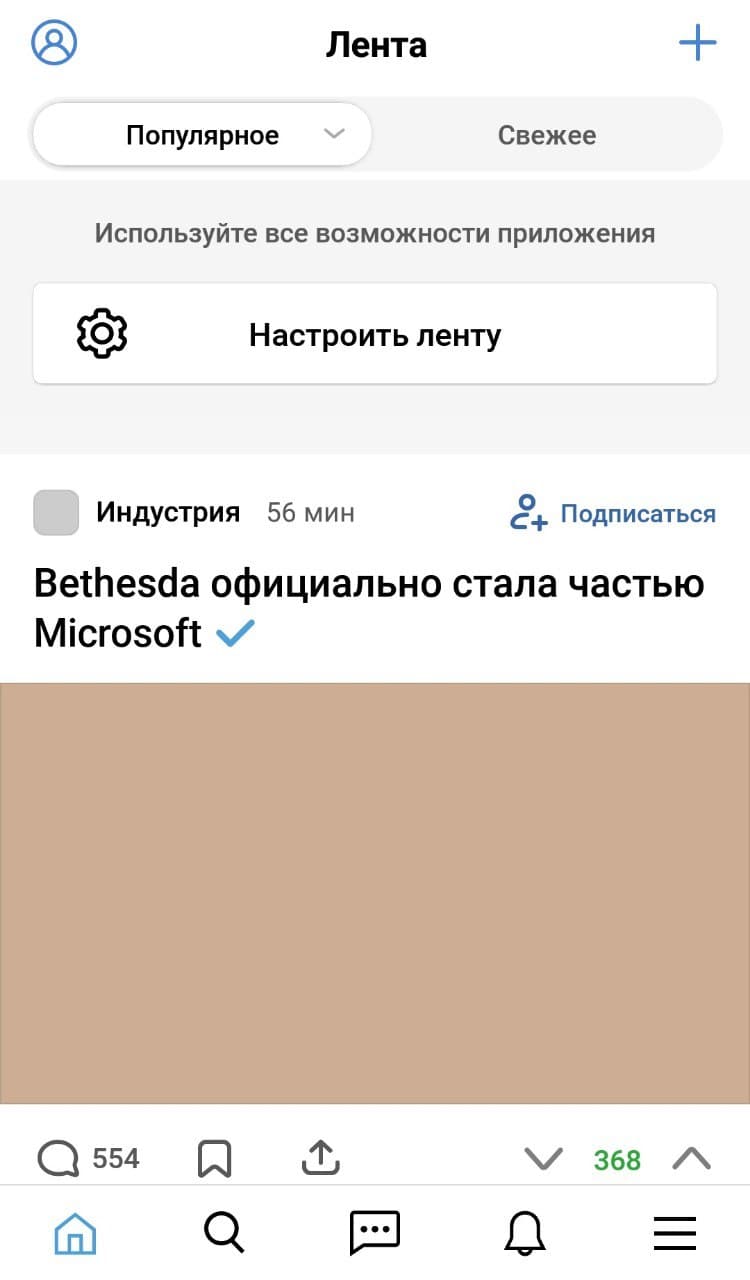 Лента
Популярное Свежее
Используйте все возможности приложения
Настроить ленту
Индустрия 56 мин Подписаться
Bethesda официально стала частью
Microsoft
554 368